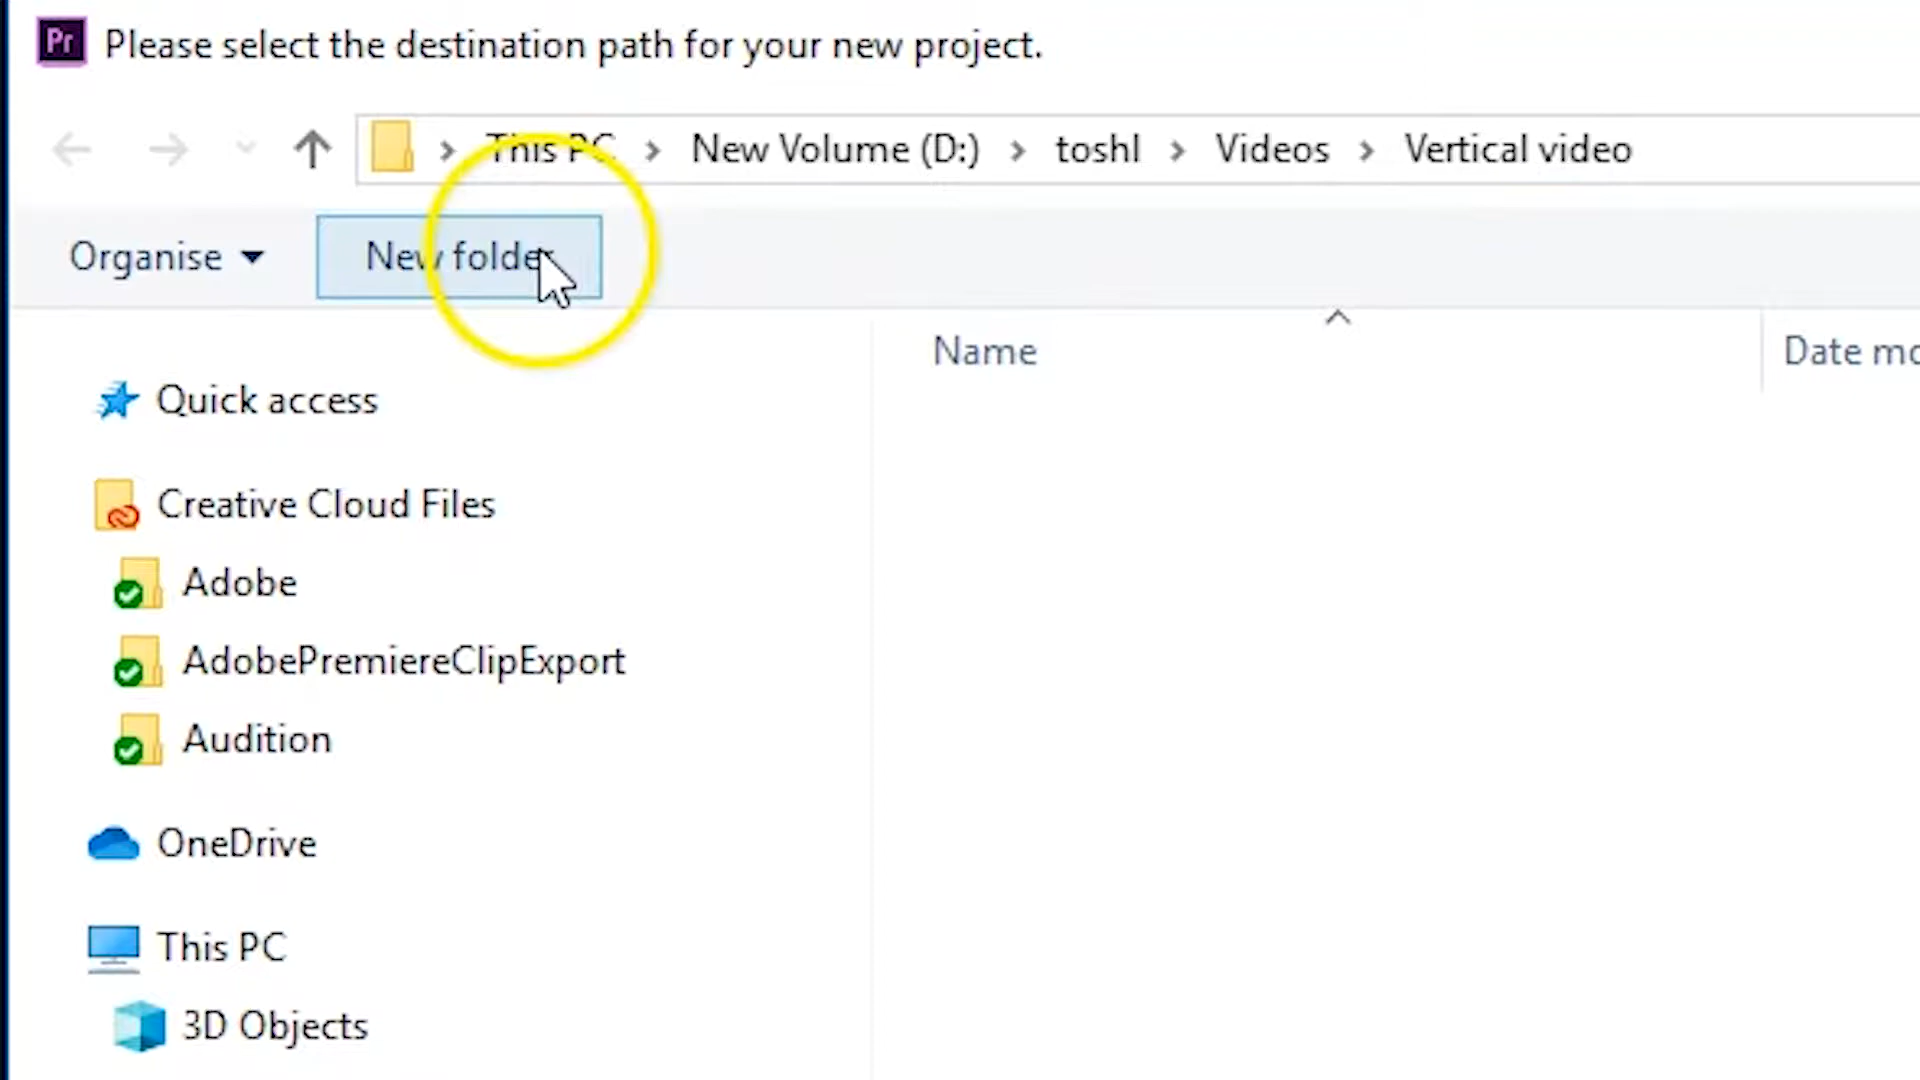 Pr Please select the destination path for your new project.
This PC > New Volume (D:) > toshl > Videos > Vertical video
Organise New folder
Name Date mo
Quick access
Creative Cloud Files
Adobe
AdobePremiereClipExport
Audition
OneDrive
This PC
3D Objects